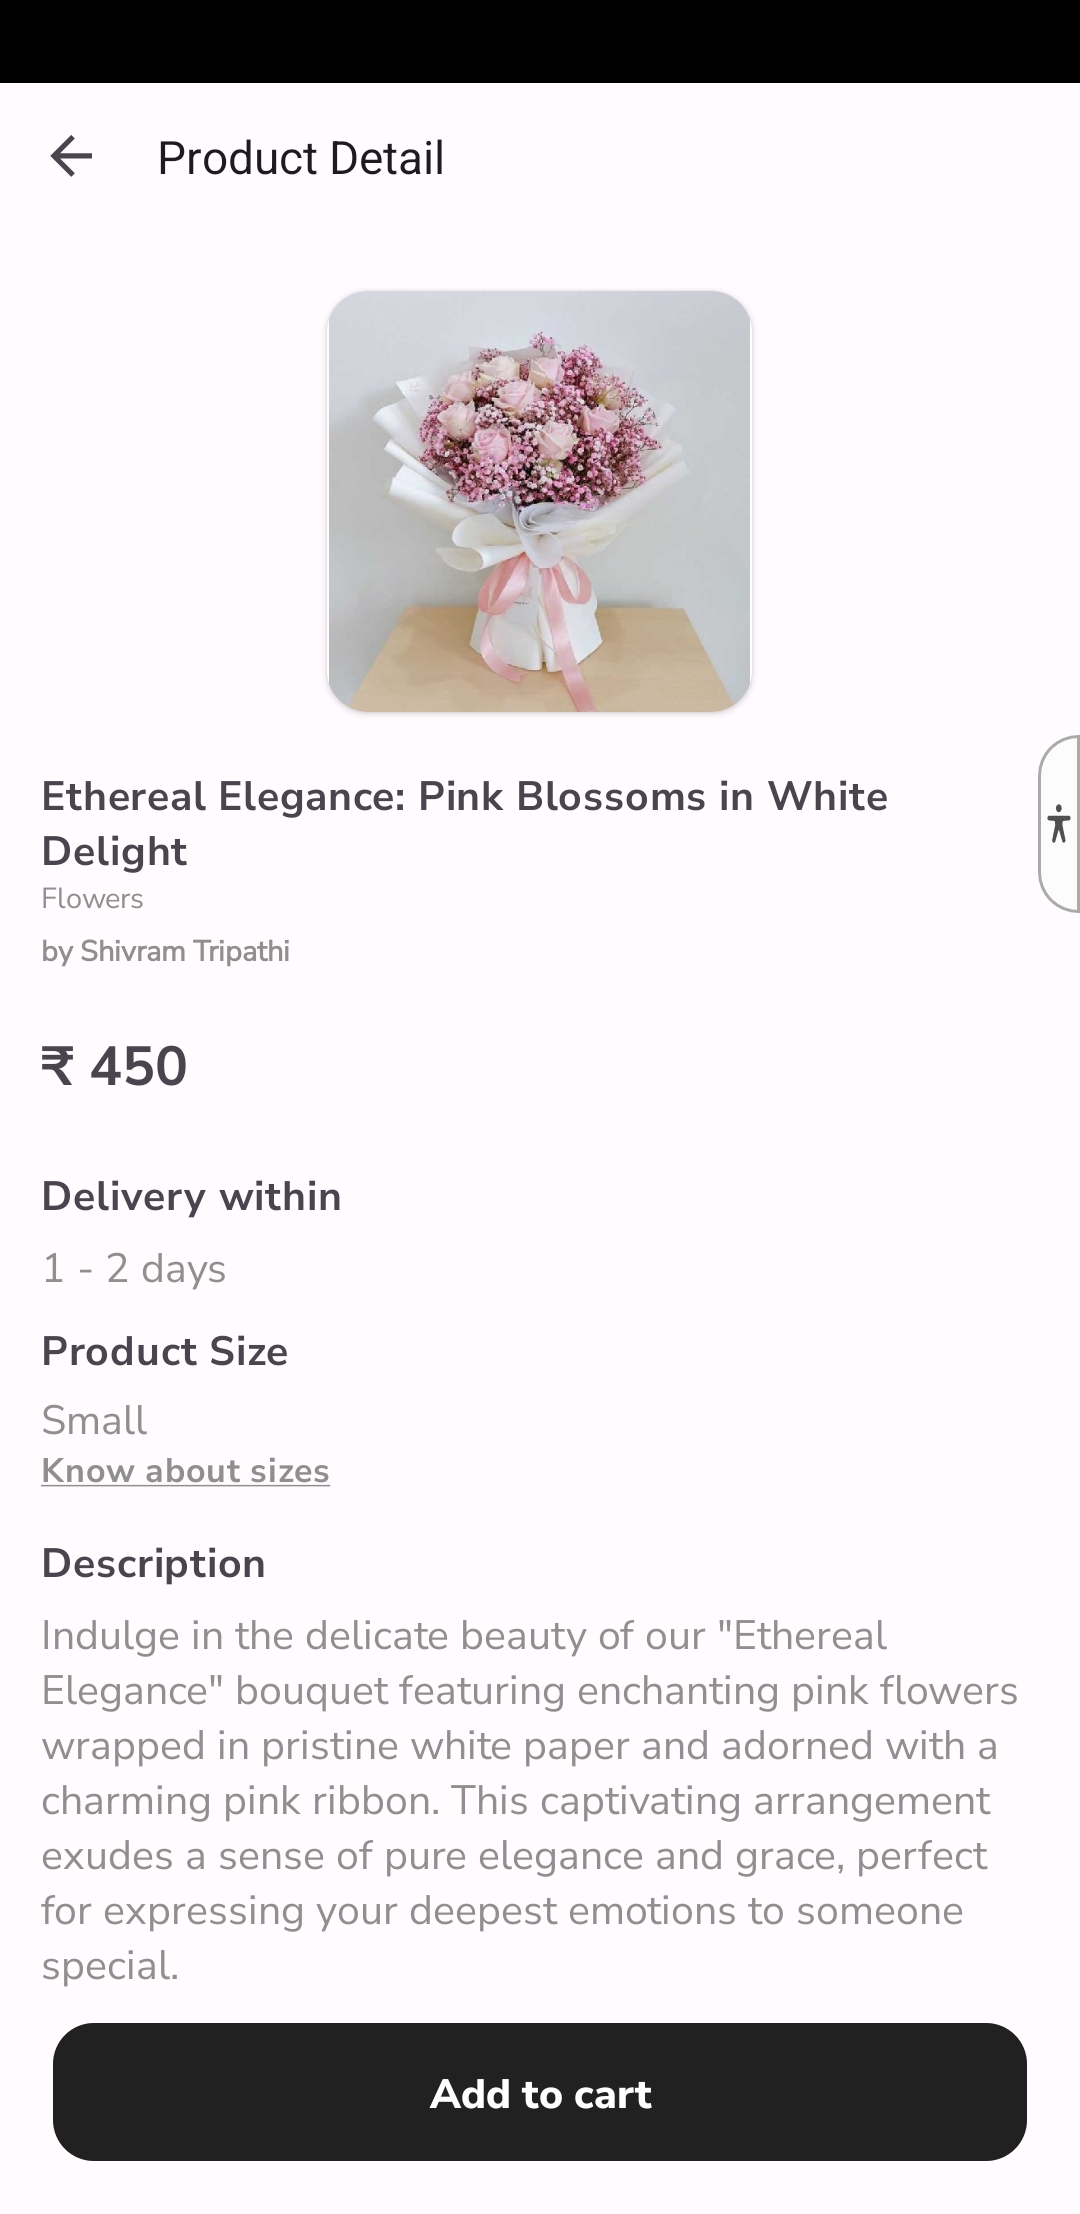 Product Detail
Ethereal Elegance: Pink Blossoms in White
Delight
Flowers
by Shivram Tripathi
₹ 450
Delivery within
1 - 2 days
Product Size
Small
Know about sizes
Description
Indulge in the delicate beauty of our "Ethereal
Elegance" bouquet featuring enchanting pink flowers
wrapped in pristine white paper and adorned with a
charming pink ribbon. This captivating arrangement
exudes a sense of pure elegance and grace, perfect
for expressing your deepest emotions to someone
special.
Add to cart